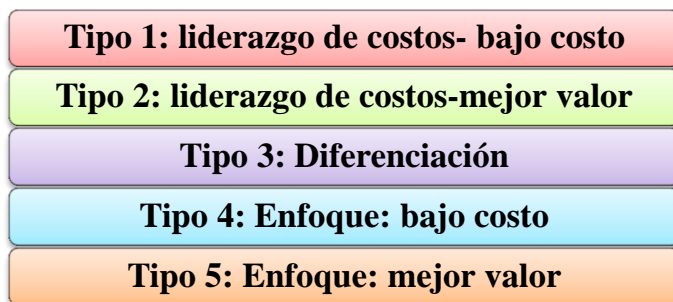 Tipo 1: liderazgo de costos- bajo costo
Tipo 2: liderazgo de costos-mejor valor
Tipo 3: Diferenciación
Tipo 4: Enfoque: bajo costo
Tipo 5: Enfoque: mejor valor